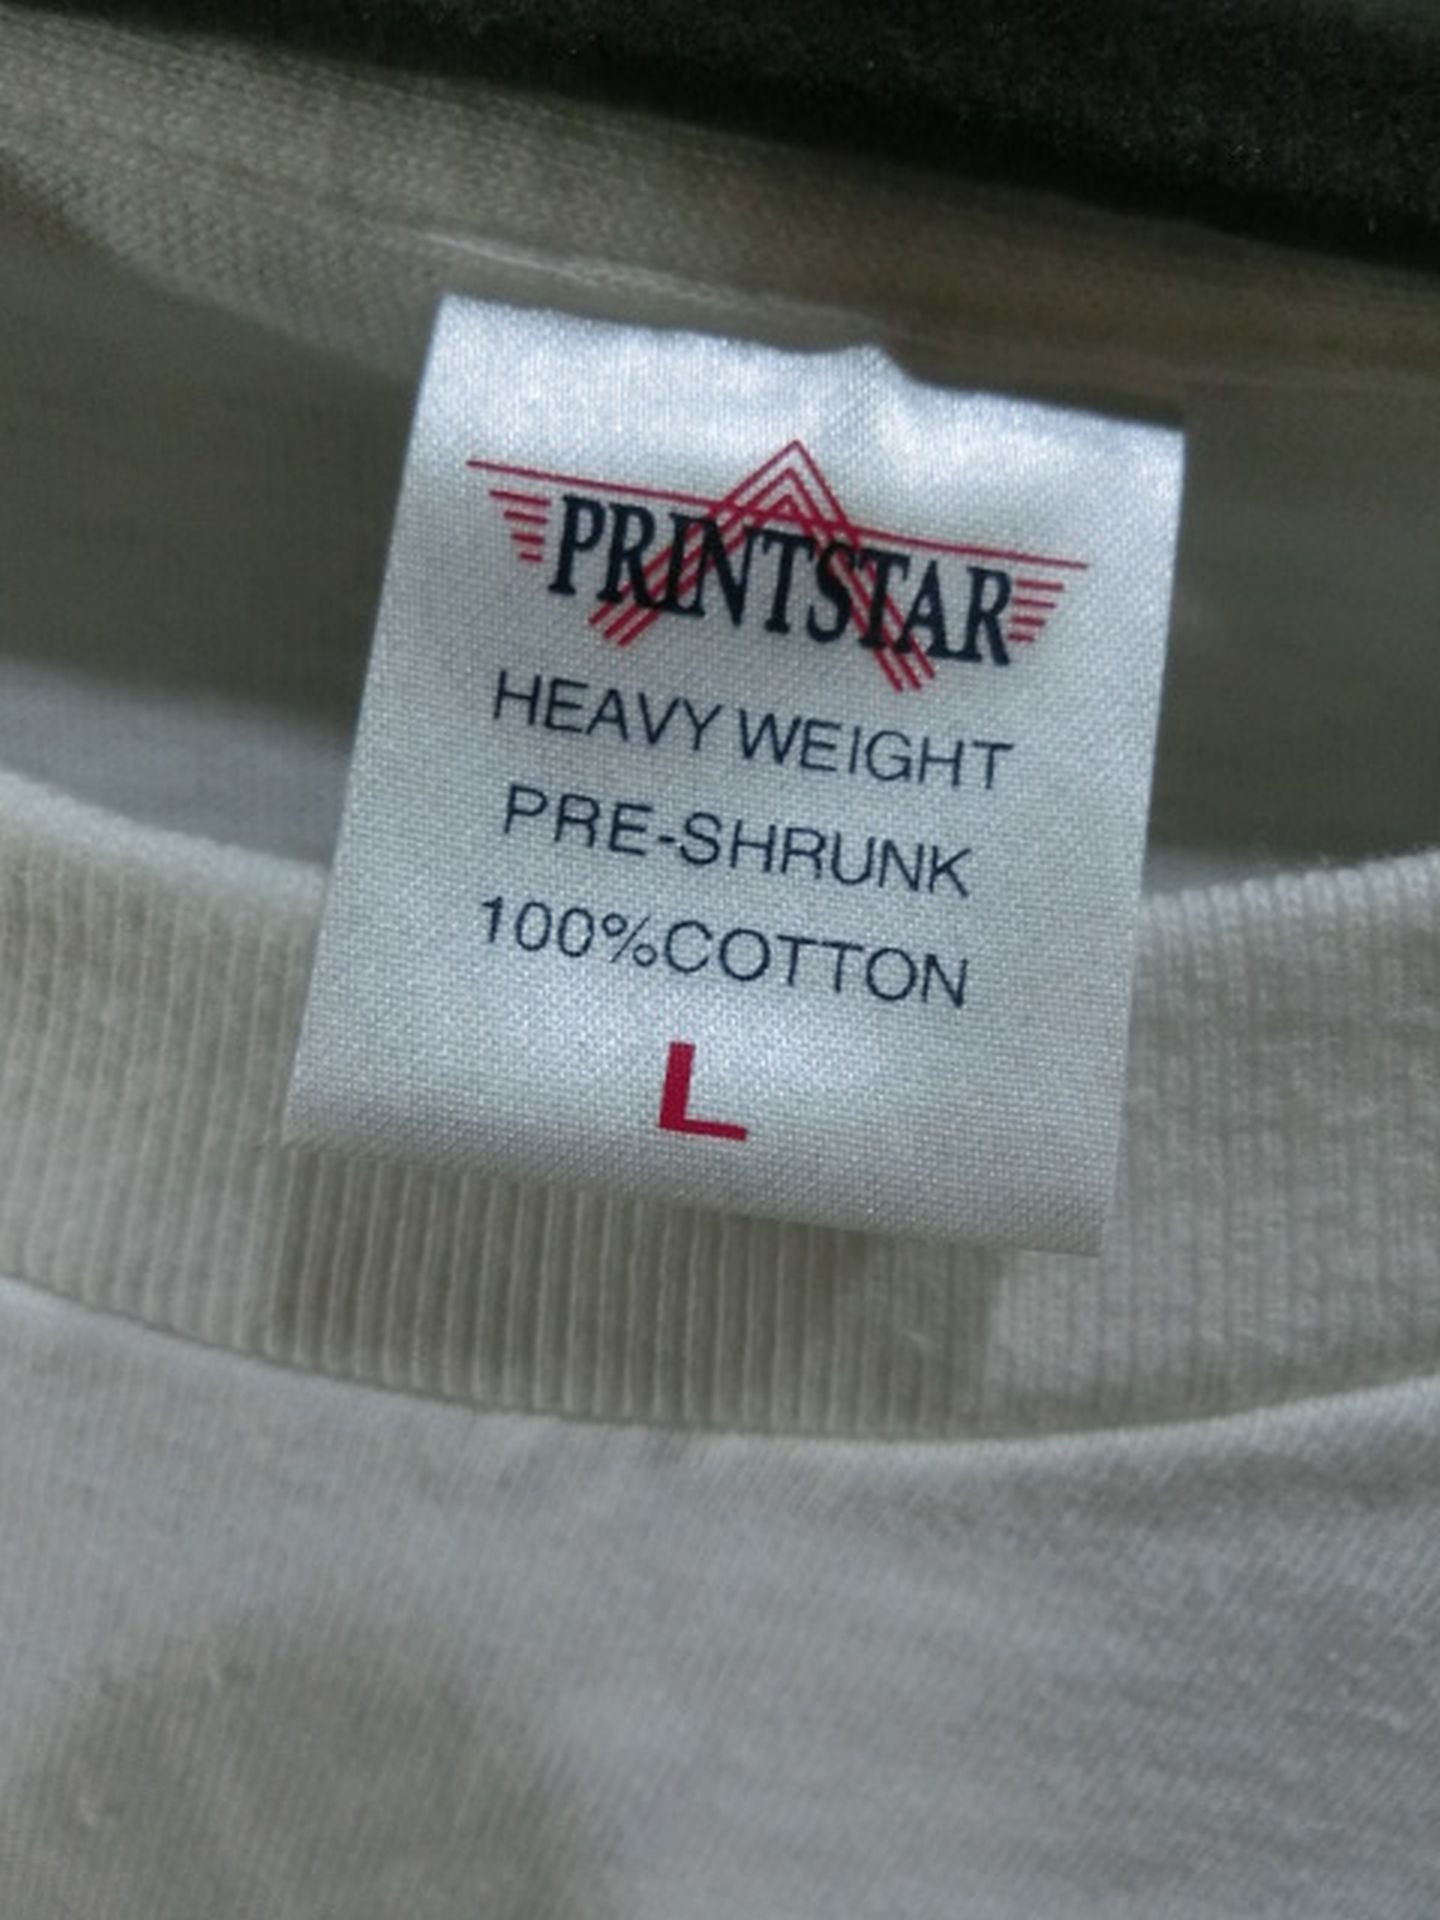 PRINTSTAR
HEAVY WEIGHT
PRE-SHRUNK
100%COTTON
L